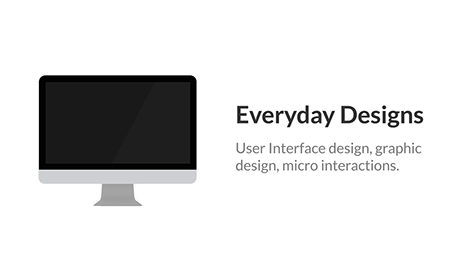 Everyday Designs
User Interface design, graphic
design, micro interactions.